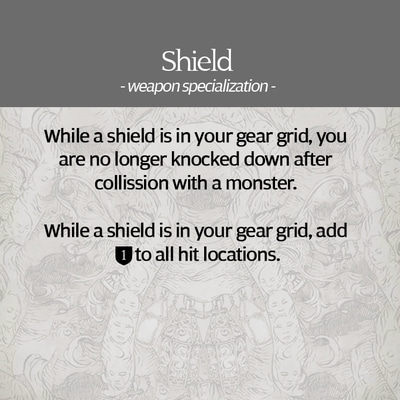 Shield
- weapon specialization -
While a shield is in your gear grid, you
are no longer knocked down after
collission with a monster.
While a shield is in your gear grid, add
1 to all hit locations.